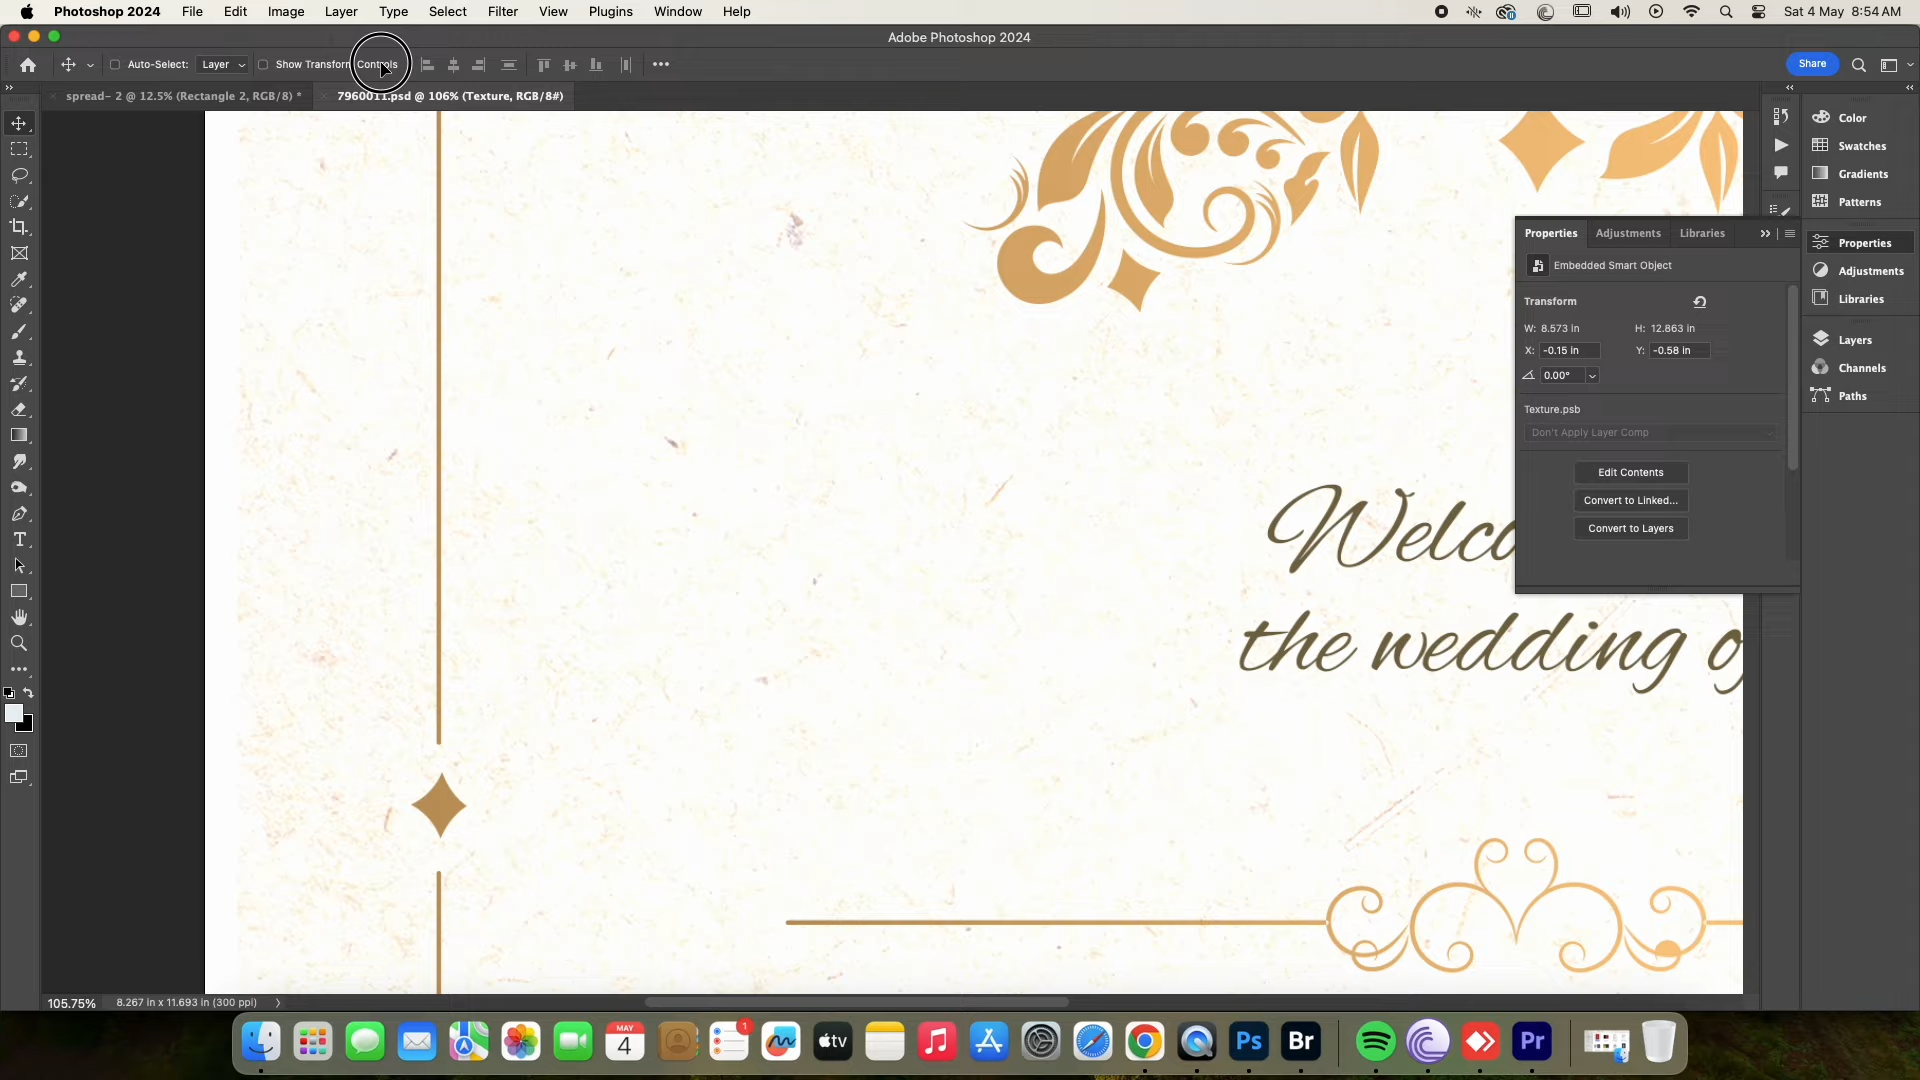 Photoshop 2024 File Edit Image Layer Type Select Filter View Plugins Window Help Sat 4 May 8:54 AM
Adobe Photoshop 2024
Auto-Select: Layer Show Transform Controls Share
spread- 2 @ 12.5% (Rectangle 2, RGB/8) * 7960011.psd @ 106% (Texture, RGB/8#)
Color
Swatches
Gradients
Patterns
Properties
Adjustments
Libraries
Layers
Channels
Paths
Properties Adjustments Libraries
Embedded Smart Object
Transform
W: 8.573 in H: 12.863 in
X: -0.15 in Y: -0.58 in
0.00°
Texture.psb
Don't Apply Layer Comp
Edit Contents
Convert to Linked...
Convert to Layers
Welco
the wedding o
105.75% 8.267 in x 11.693 in (300 ppi)
MAY
4
1
tv
Ps
Br
Pr